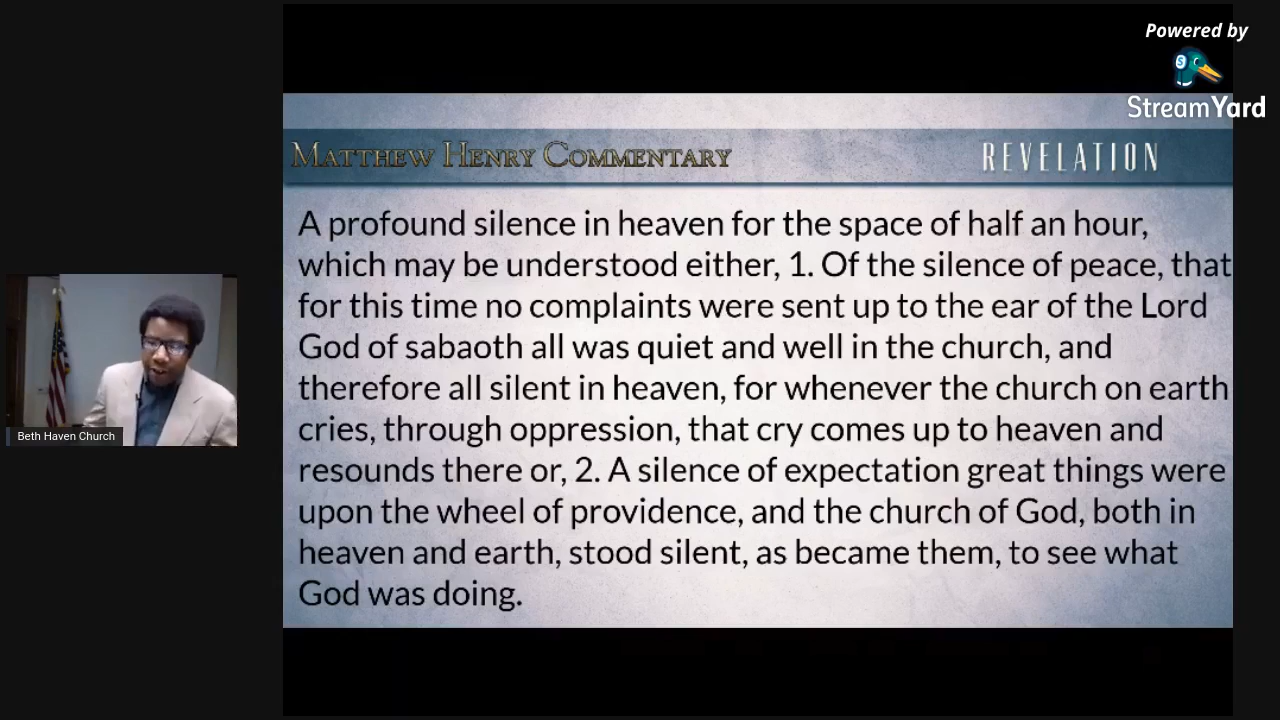 Powered by
StreamYard
MATTHEW HENRY COMMENTARY
REVELATION
A profound silence in heaven for the space of half an hour,
which may be understood either, 1. Of the silence of peace, that
for this time no complaints were sent up to the ear of the Lord
God of sabaoth all was quiet and well in the church, and
therefore all silent in heaven, for whenever the church on earth
cries, through oppression, that cry comes up to heaven and
resounds there or, 2. A silence of expectation great things were
upon the wheel of providence, and the church of God, both in
heaven and earth, stood silent, as became them, to see what
God was doing.
Beth Haven Church